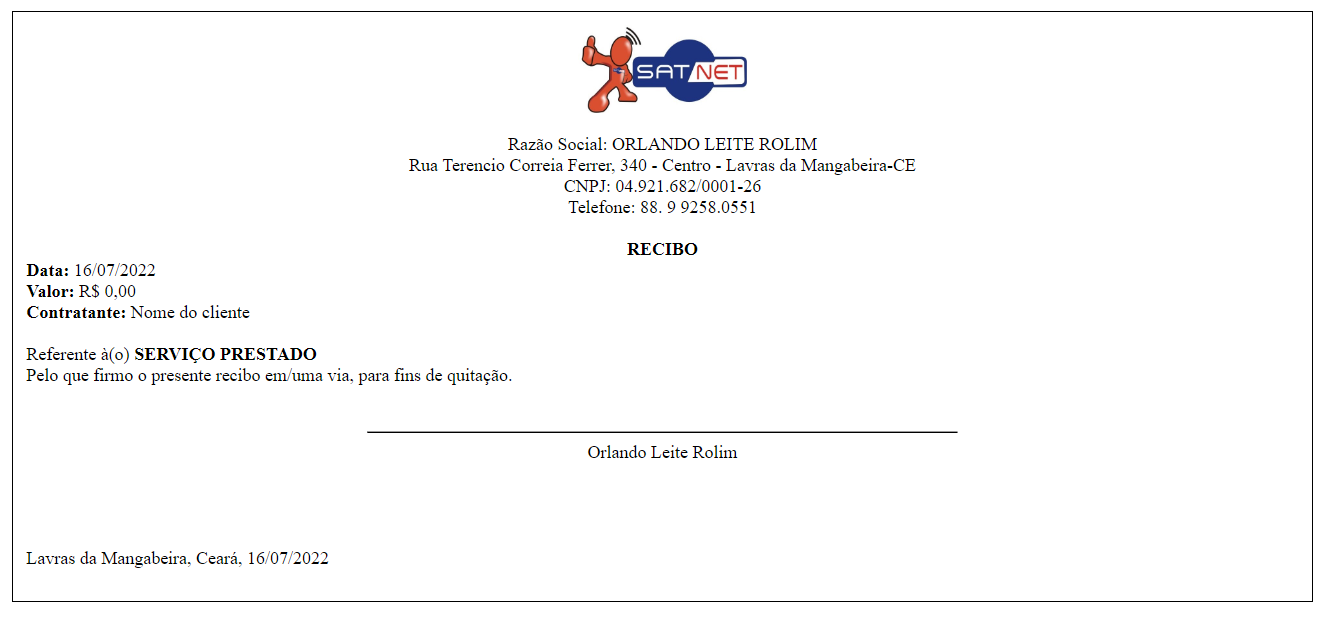 SAT NET
Razão Social: ORLANDO LEITE ROLIM
Rua Terencio Correia Ferrer, 340 - Centro - Lavras da Mangabeira-CE
CNPJ: 04.921.682/0001-26
Telefone: 88. 9 9258.0551
RECIBO
Data: 16/07/2022
Valor: R$ 0,00
Contratante: Nome do cliente
Referente à(o) SERVIÇO PRESTADO
Pelo que firmo o presente recibo em/uma via, para fins de quitação.
Orlando Leite Rolim
Lavras da Mangabeira, Ceará, 16/07/2022